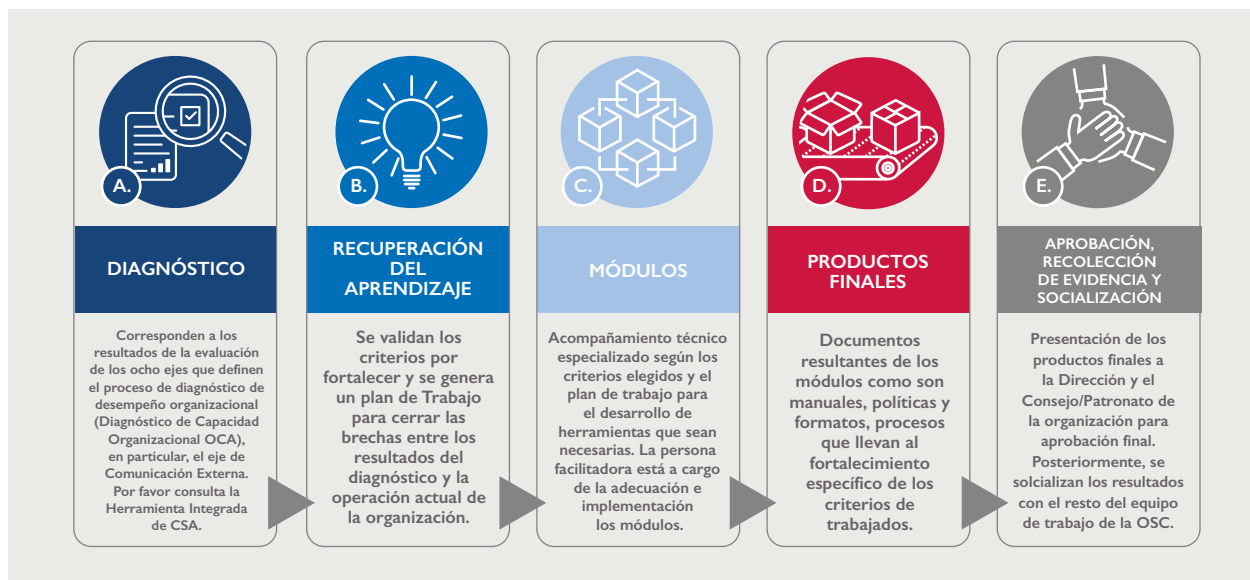 A.
DIAGNÓSTICO
Corresponden a los
resultados de la evaluación
de los ocho ejes que definen
el proceso de diagnóstico de
desempeño organizacional
(Diagnóstico de Capacidad
Organizacional OCA),
en particular, el eje de
Comunicación Externa.
Por favor consulta la
Herramienta Integrada
de CSA.
B.
RECUPERACIÓN
DEL
APRENDIZAJE
Se validan los
criterios por
fortalecer y se genera
un plan de Trabajo
para cerrar las
brechas entre los
resultados del
diagnóstico y la
operación actual de
la organización.
C.
MÓDULOS
Acompañamiento técnico
especializado según los
criterios elegidos y el
plan de trabajo para
el desarrollo de
herramientas que sean
necesarias. La persona
facilitadora está a cargo
de la adecuación e
implementación
los módulos.
D.
PRODUCTOS
FINALES
Documentos
resultantes de los
módulos como son
manuales, políticas y
formatos, procesos
que llevan al
fortalecimiento
específico de los
criterios de
trabajados.
E.
APROBACIÓN,
RECOLECCIÓN
DE EVIDENCIA Y
SOCIALIZACIÓN
Presentación de los
productos finales a
la Dirección y el
Consejo/Patronato de
la organización para
aprobación final.
Posteriormente, se
solcializan los resultados
con el resto del equipo
de trabajo de la OSC.